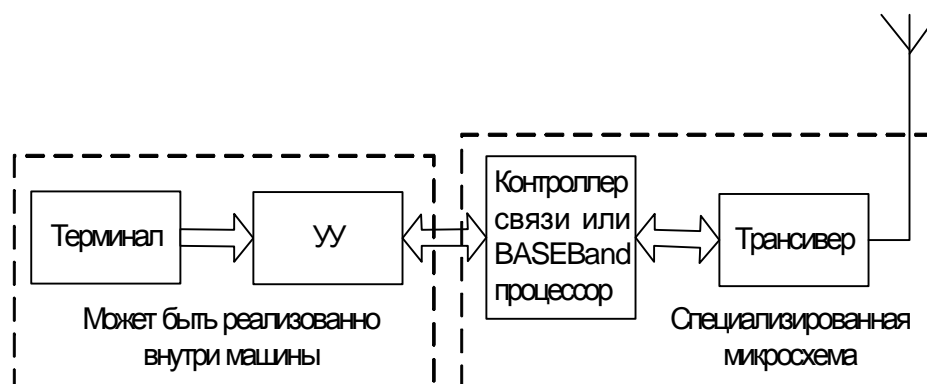 Терминал
УУ
Контроллер
связи или
BASEBand
процессор
Трансивер
Может быть реализованно
внутри машины
Специализированная
микросхема